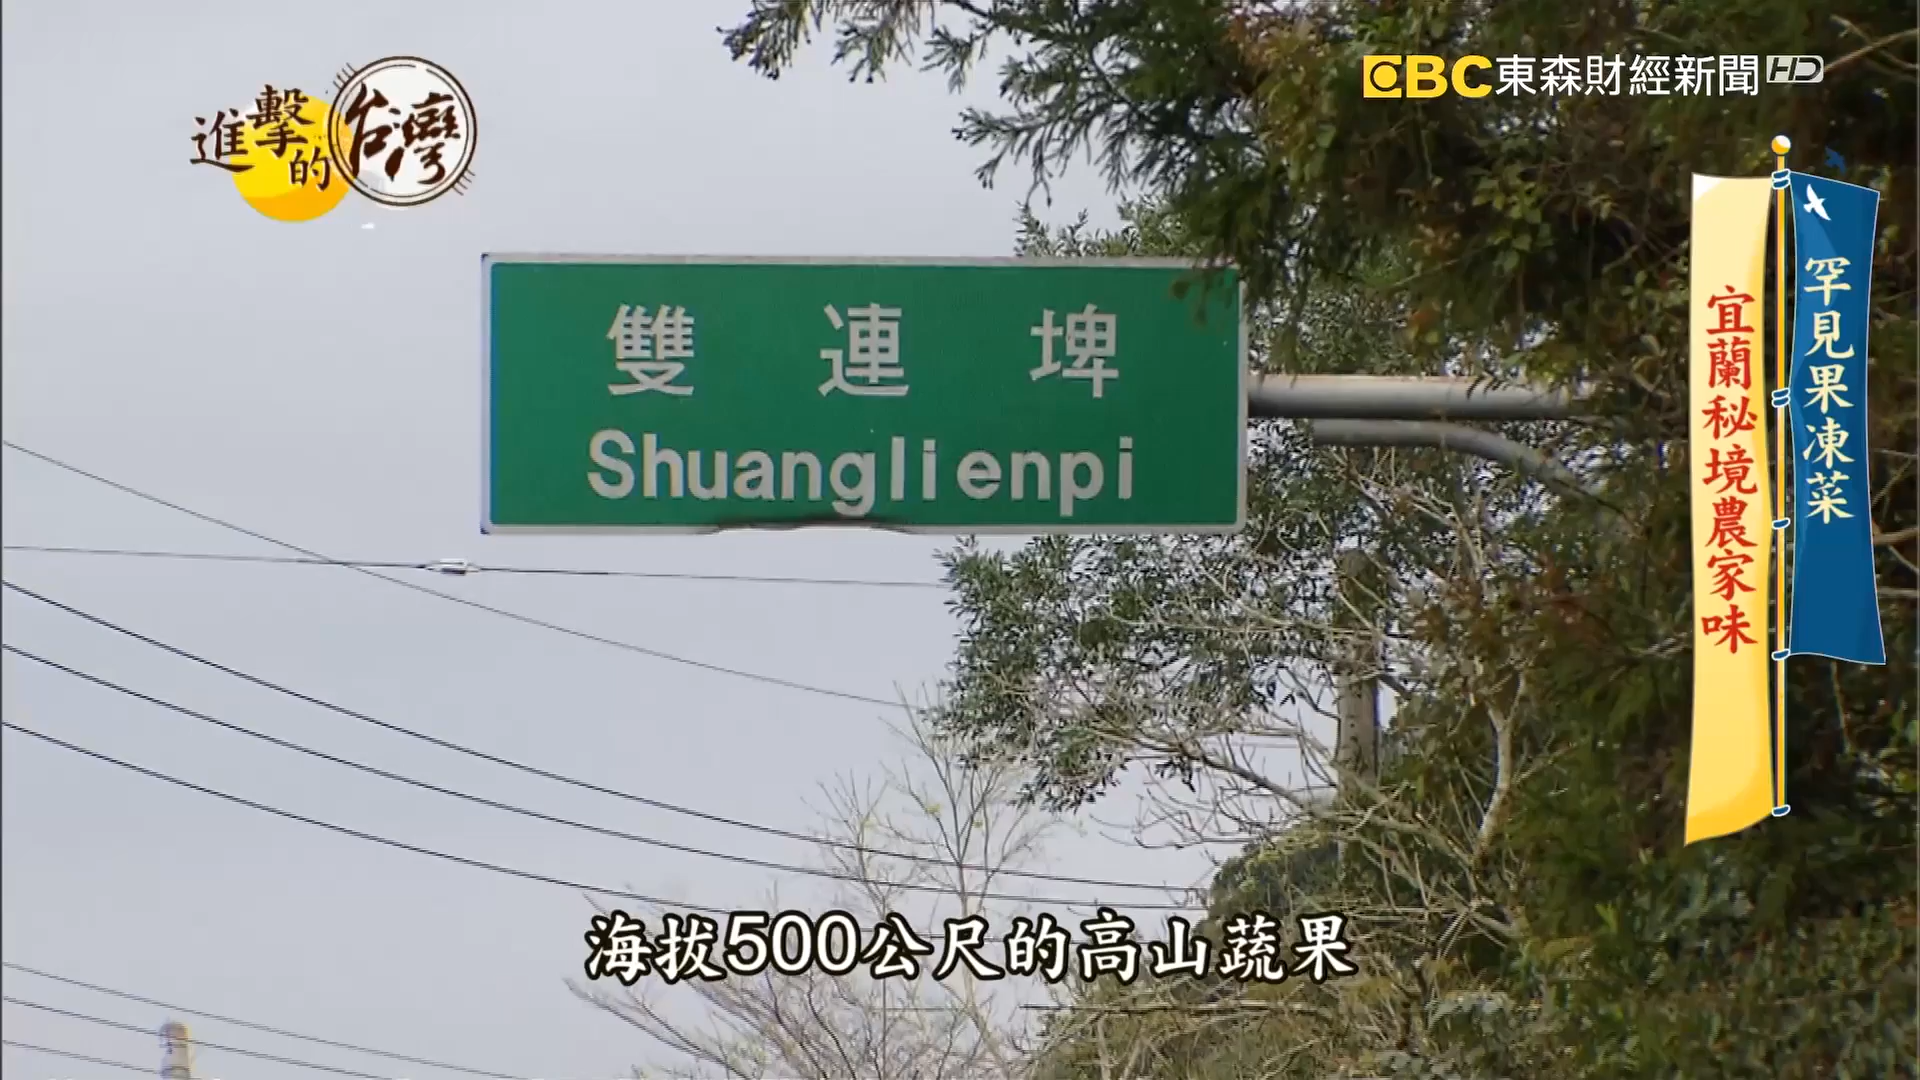 進擊的台灣
EBC東森財經新聞HD
雙連埤
Shuanglienpi
罕見果凍菜
宜蘭秘境農家味
海拔500公尺的高山蔬果